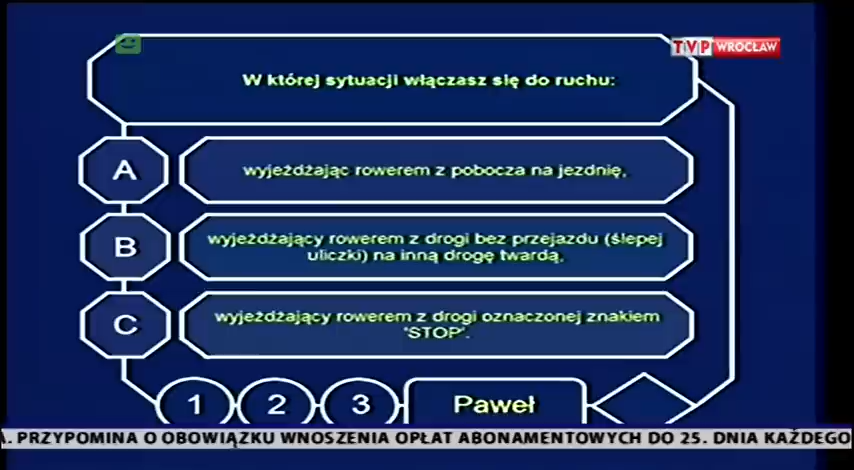 TVP WROCŁAW
W której sytuacji włączasz się do ruchu:
A
wyjeżdżając rowerem z pobocza na jezdnię,
B
wyjeżdżający rowerem z drogi bez przejazdu (ślepej
uliczki) na inną drogę twardą,
C
wyjeżdżający rowerem z drogi oznaczonej znakiem
"STOP".
1 2 3 Paweł
A. PRZYPOMINA O OBOWIĄZKU WNOSZENIA OPŁAT ABONAMENTOWYCH DO 25. DNIA KAŻDEGO